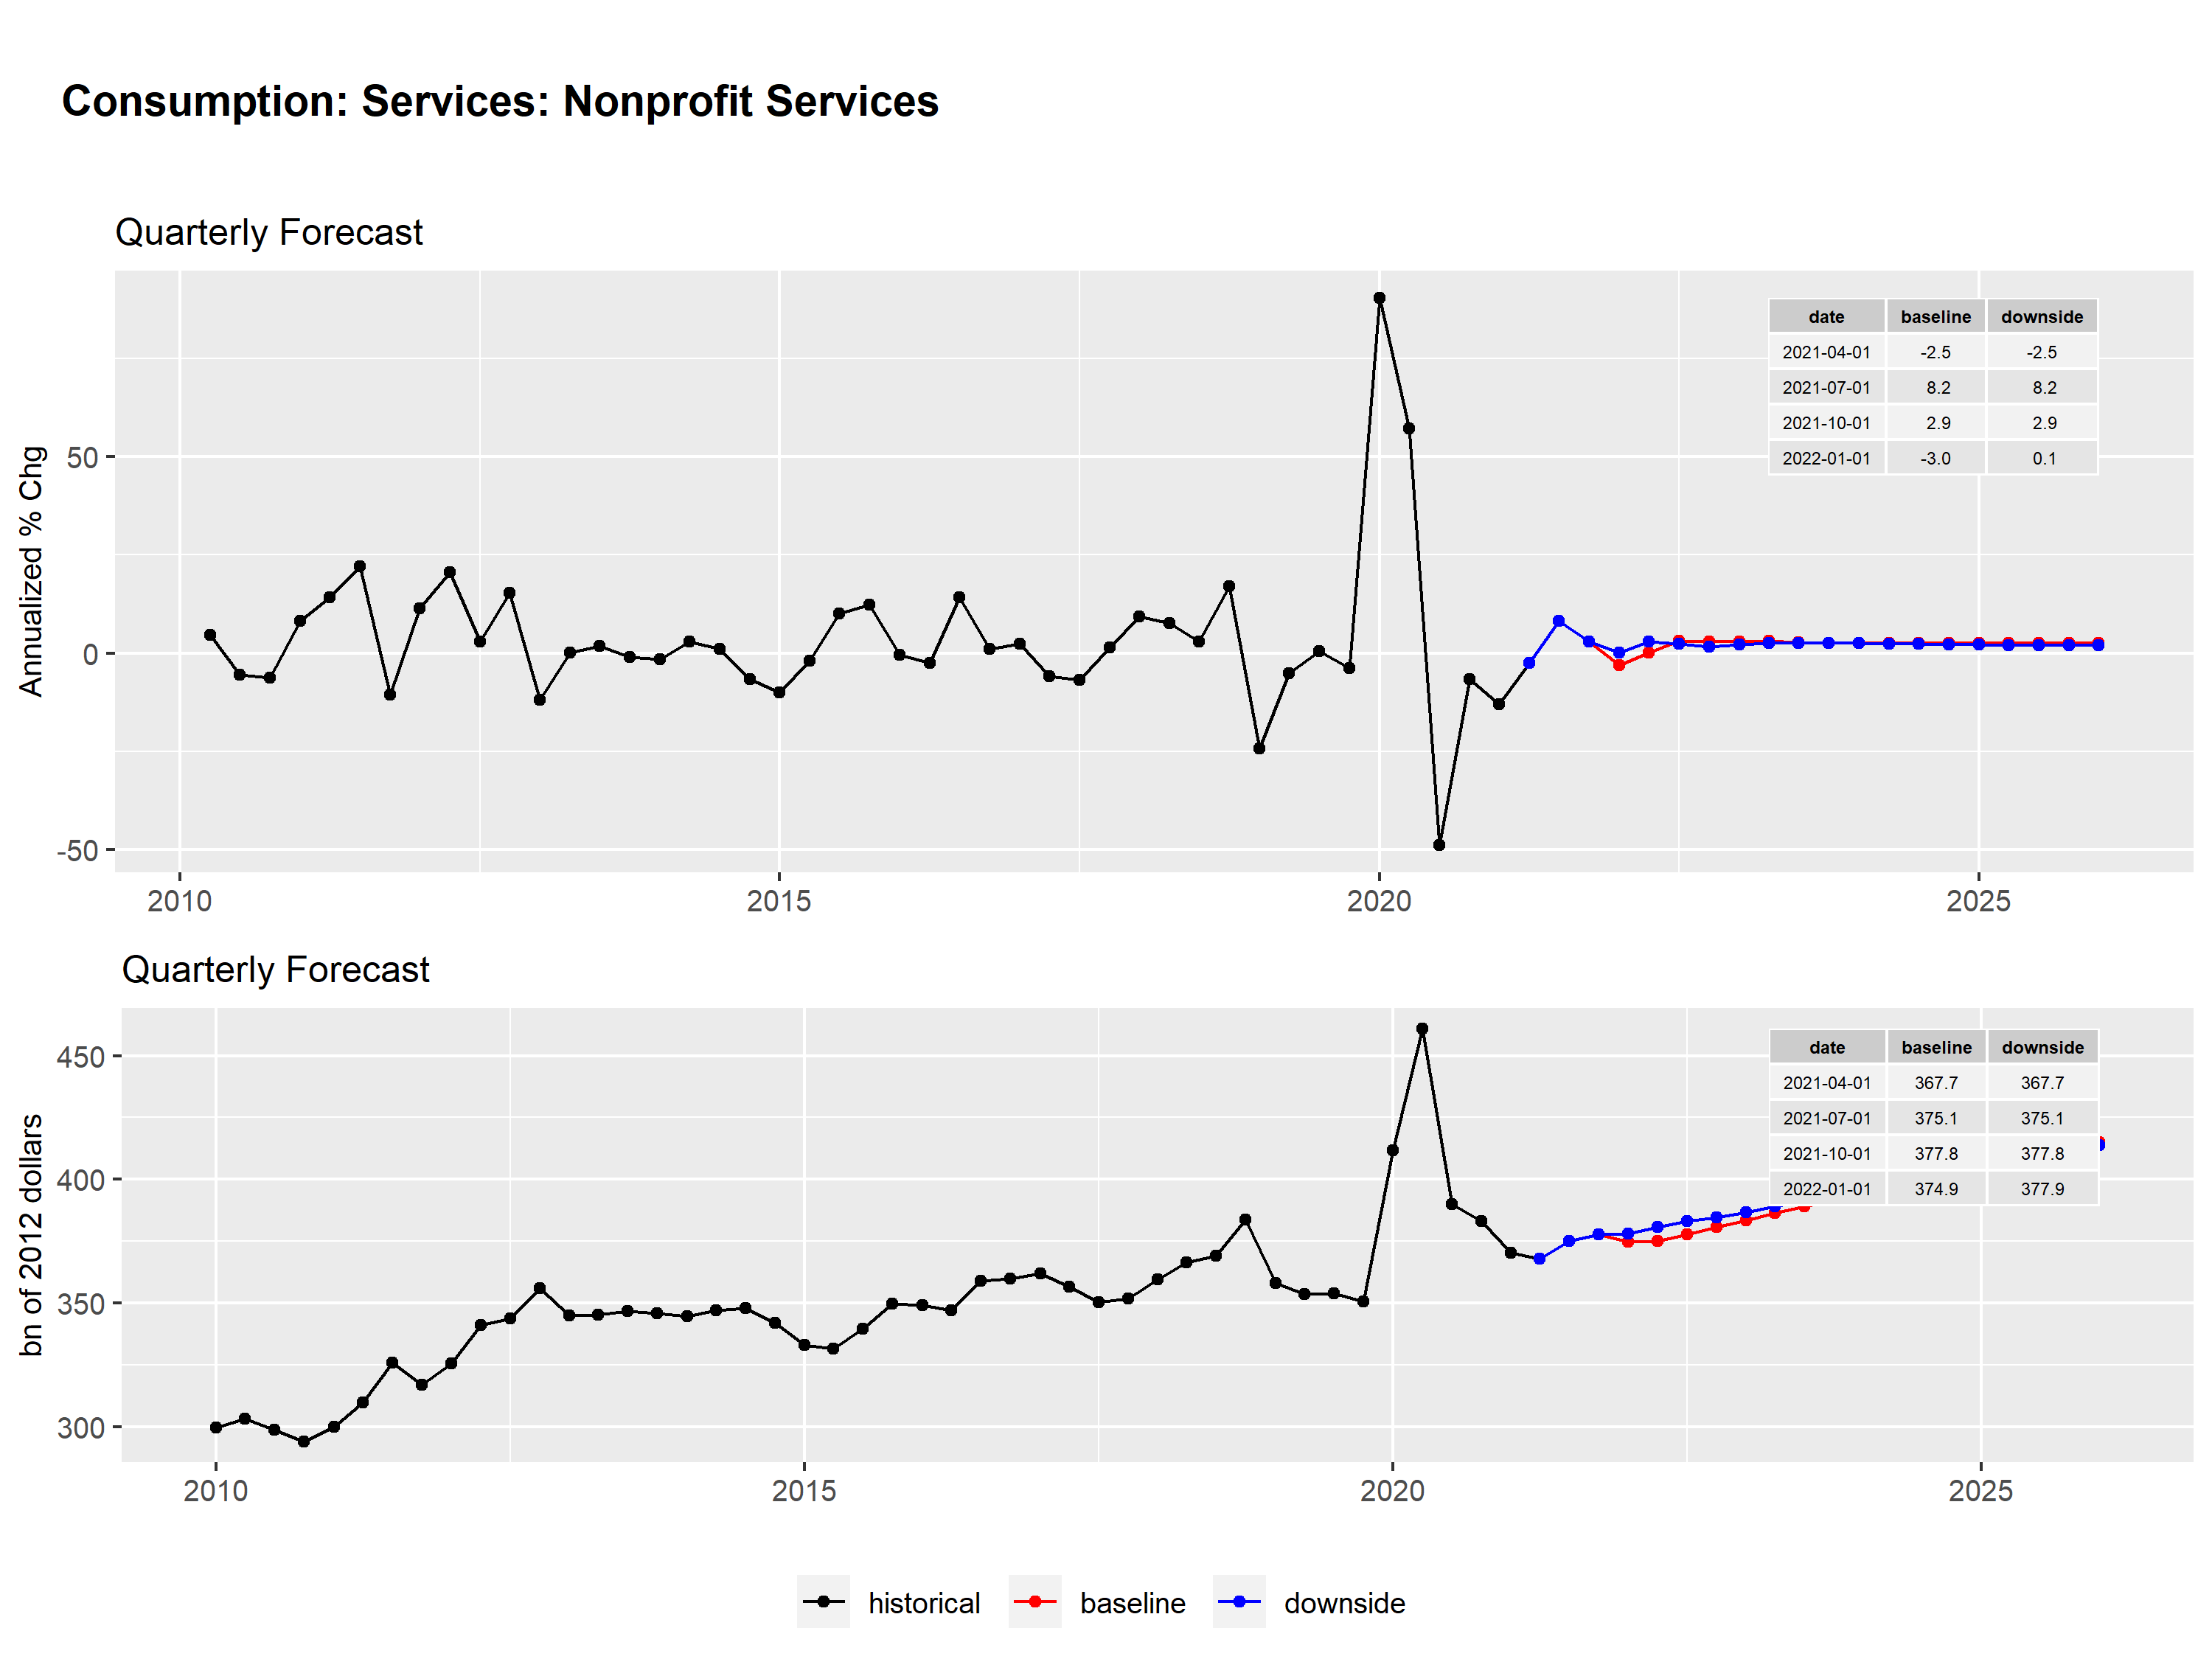 Consumption: Services: Nonprofit Services
Quarterly Forecast
Annualized % Chg
50
0
-50
date baseline downside
2021-04-01 -2.5 -2.5
2021-07-01 8.2 8.2
2021-10-01 2.9 2.9
2022-01-01 -3.0 0.1
2010 2015 2020 2025
Quarterly Forecast
bn of 2012 dollars
450
400
350
300
date baseline downside
2021-04-01 367.7 367.7
2021-07-01 375.1 375.1
2021-10-01 377.8 377.8
2022-01-01 374.9 377.9
2010 2015 2020 2025
historical baseline downside